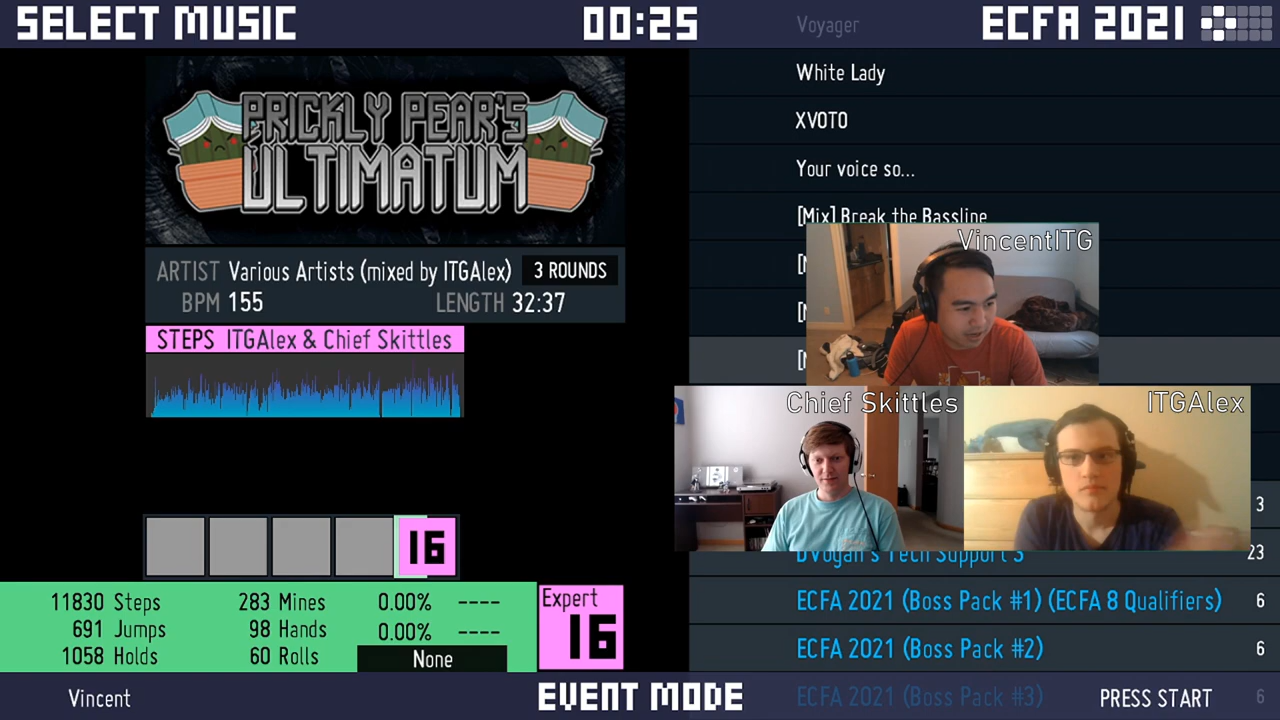 SELECT MUSIC
00:25
ECFA 2021
Voyager
White Lady
XVOTO
Your voice so...
[Mix] Break the Bassline
PRICKLY PEAR'S
ULTIMATUM
ARTIST Various Artists (mixed by ITGAlex) 3 ROUNDS
BPM 155 LENGTH 32:37
STEPS ITGAlex & Chief Skittles
VincentITG
Chief Skittles
ITGAlex
3
DVogan's Tech Support 3
23
ECFA 2021 (Boss Pack #1) (ECFA 8 Qualifiers) 6
ECFA 2021 (Boss Pack #2) 6
ECFA 2021 (Boss Pack #3) 6
16
11830 Steps 283 Mines 0.00% ----
691 Jumps 98 Hands 0.00% ----
1058 Holds 60 Rolls None
Expert
16
Vincent
EVENT MODE
PRESS START